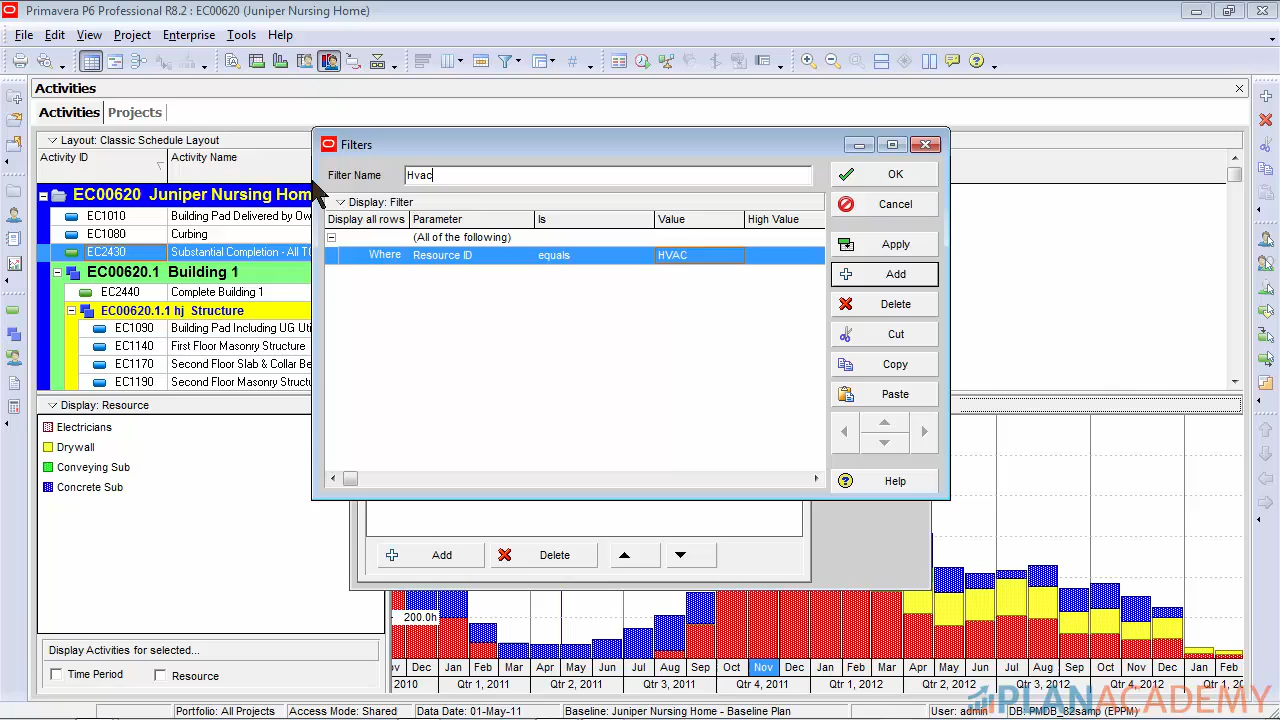 Primavera P6 Professional R8.2 : EC00620 (Juniper Nursing Home)
File Edit View Project Enterprise Tools Help
Activities
Activities Projects
Layout: Classic Schedule Layout
Activity ID Activity Name
EC00620 Juniper Nursing Hom
EC1010 Building Pad Delivered by Ow
EC1080 Curbing
EC2430 Substantial Completion - All TC
EC00620.1 Building 1
EC2440 Complete Building 1
EC00620.1.1 hj Structure
EC1090 Building Pad Including UG Uti
EC1140 First Floor Masonry Structure
EC1170 Second Floor Slab & Collar Be
EC1190 Second Floor Masonry Structu
Filters
Filter Name Hvac
Display: Filter
Display all rows Parameter Is Value High Value
(All of the following)
Where Resource ID equals HVAC
OK
Cancel
Apply
Add
Delete
Cut
Copy
Paste
Help
Add Delete
Display: Resource
Electricians
Drywall
Conveying Sub
Concrete Sub
Display Activities for selected...
Time Period Resource
200.0h
ov Dec Jan Feb Mar Apr May Jun Jul Aug Sep Oct Nov Dec Jan Feb Mar Apr May Jun Jul Aug Sep Oct Nov Dec Jan Feb
2010 Qtr 1, 2011 Qtr 2, 2011 Qtr 3, 2011 Qtr 4, 2011 Qtr 1, 2012 Qtr 2, 2012 Qtr 3, 2012 Qtr 4, 2012 Qtr 1, 20
PLANACADEMY
Portfolio: All Projects Access Mode: Shared Data Date: 01-May-1 Baseline: Juniper Nursing Home - Baseline Plan User: admin DB: PMDB_82samp (EPPM)